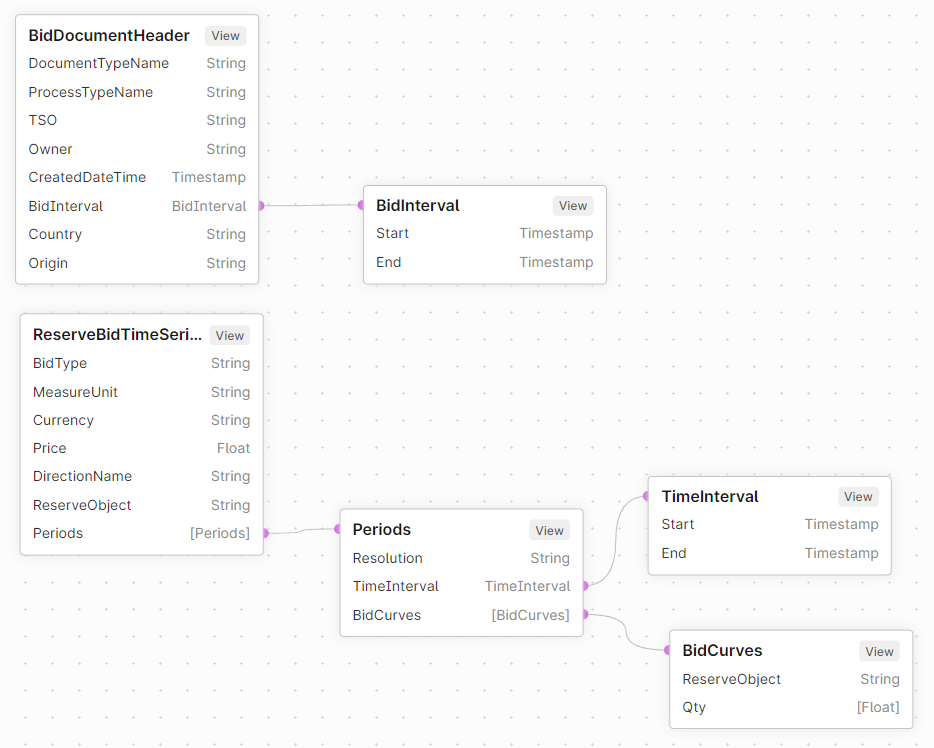 BidDocumentHeader View
DocumentTypeName String
ProcessTypeName String
TSO String
Owner String
CreatedDateTime Timestamp
BidInterval BidInterval
Country String
Origin String
BidInterval View
Start Timestamp
End Timestamp
ReserveBidTimeSeri... View
BidType String
MeasureUnit String
Currency String
Price Float
DirectionName String
ReserveObject String
Periods [Periods]
Periods View
Resolution String
TimeInterval TimeInterval
BidCurves [BidCurves]
TimeInterval View
Start Timestamp
End Timestamp
BidCurves View
ReserveObject String
Qty [Float]